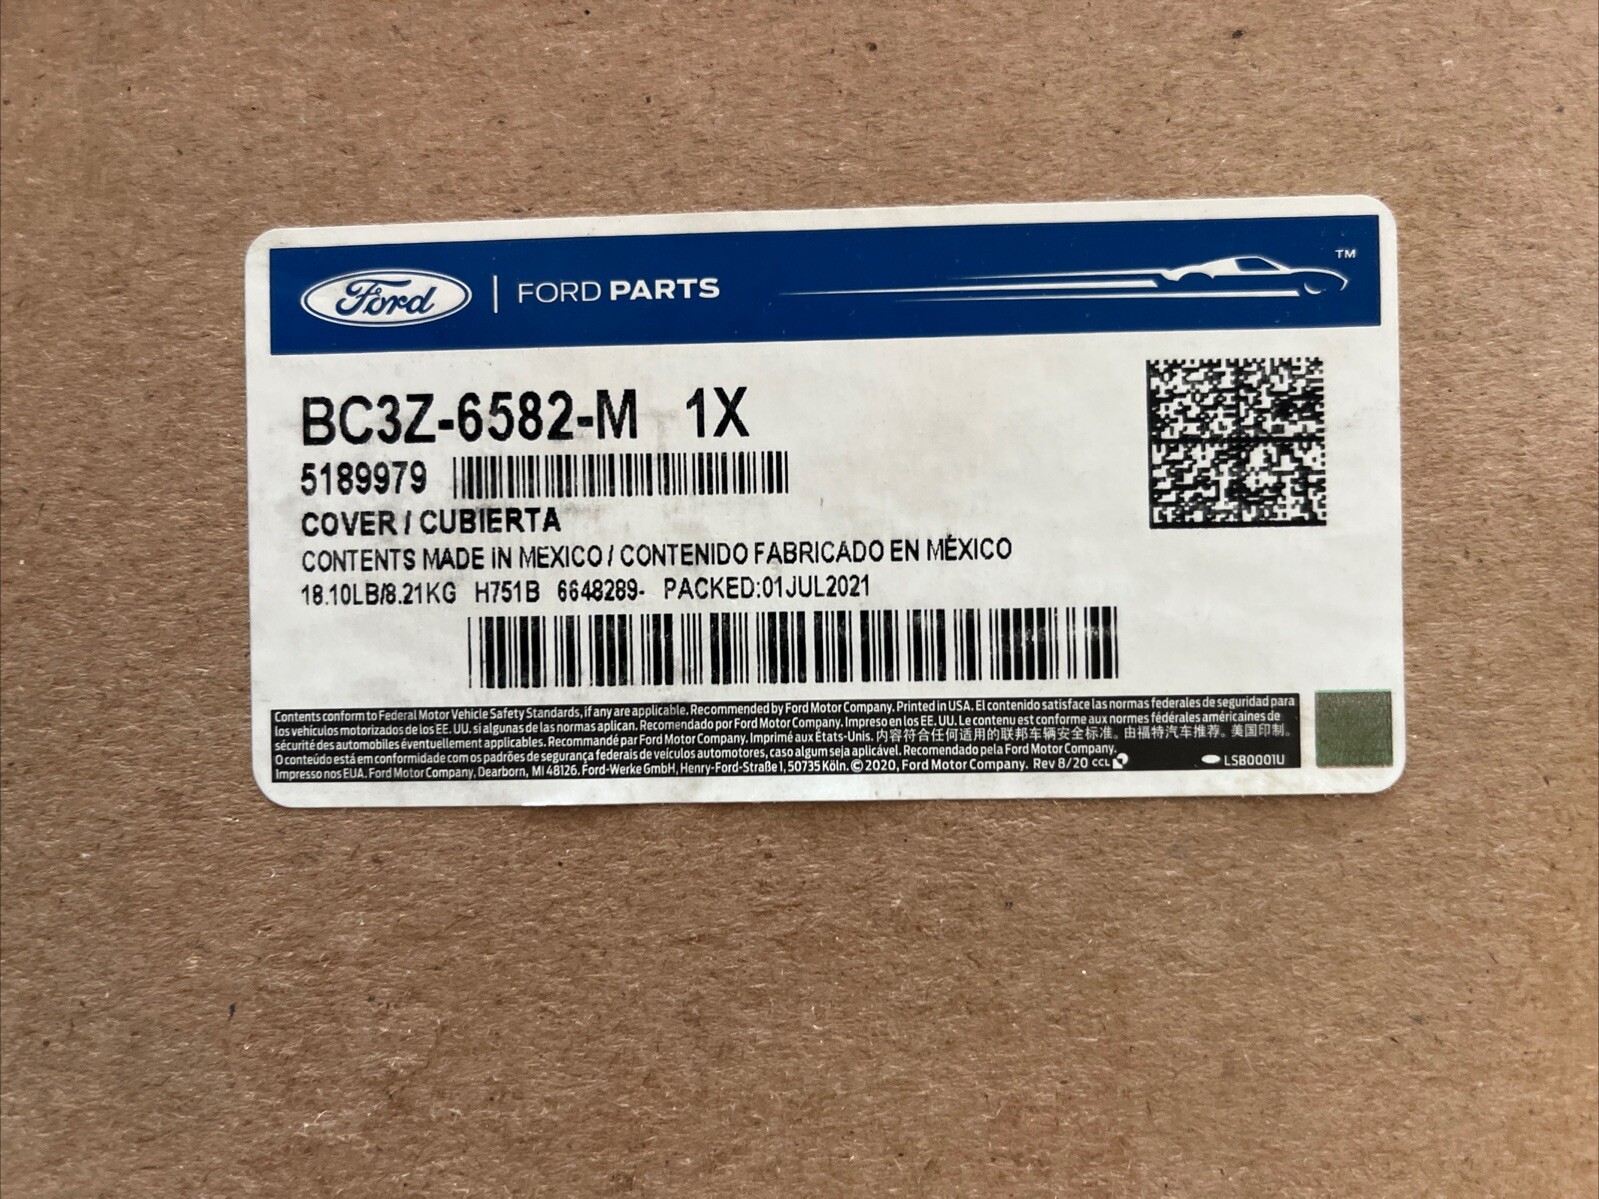 Ford | FORD PARTS ™
BC3Z-6582-M 1X
5189979
COVER / CUBIERTA
CONTENTS MADE IN MEXICO / CONTENIDO FABRICADO EN MÉXICO
18.10LB/8.21KG H751B 6648289- PACKED:01JUL2021
Contents conform to Federal Motor Vehicle Safety Standards, if any are applicable. Recommended by Ford Motor Company. Printed in USA. El contenido satisface las normas federales de seguridad para
los vehículos motorizados de los EE. UU. si algunas de las normas aplican. Recomendado por Ford Motor Company. Impreso en los EE. UU. Le contenu est conforme aux normes fédérales américaines de
sécurité des automobiles éventuellement applicables. Recommandé par Ford Motor Company. Imprimé aux États-Unis. 内容符合任何适用的联邦车辆安全标准。由福特汽车推荐。美国印制。
O conteúdo está em conformidade com os padrões de segurança federais de veículos automotores, caso algum seja aplicável. Recomendado pela Ford Motor Company.
Impresso nos EUA. Ford Motor Company, Dearborn, MI 48126. Ford-Werke GmbH, Henry-Ford-Straße 1, 50735 Köln. © 2020, Ford Motor Company. Rev 8/20 CCL LSB0001U